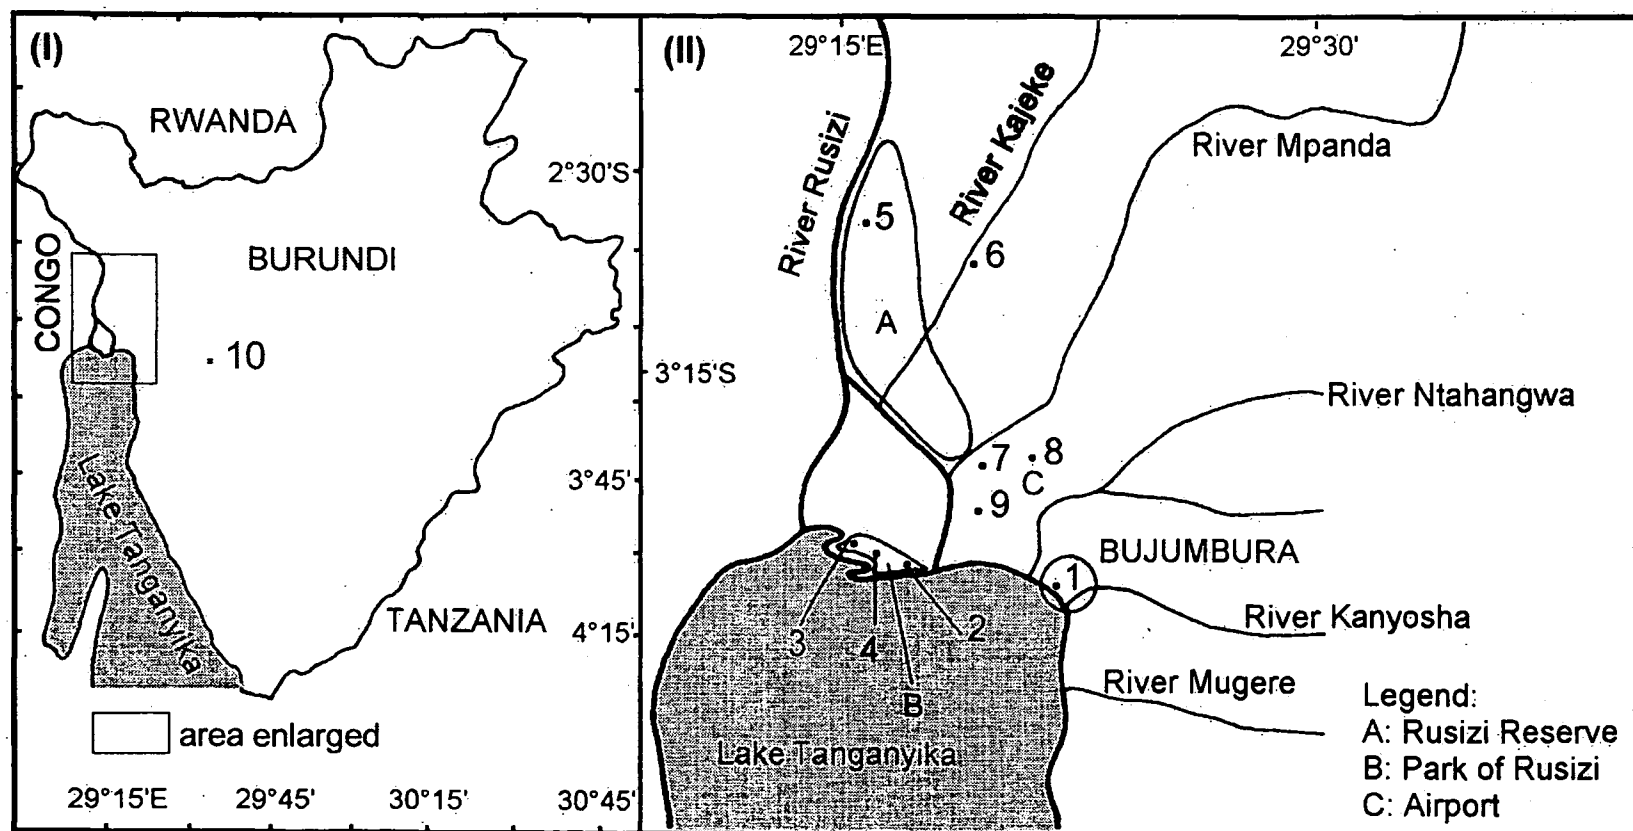 (I)
RWANDA
2°30'S
CONGO
BURUNDI
10
3°45'
Lake Tanganyika
TANZANIA
4°15'
area enlarged
29°15'E
29°45'
30°15'
30°45'
(II)
29°15'E
29°30'
River Rusizi
River Kajeke
River Mpanda
5
6
A
3°15'S
River Ntahangwa
7
8
C
9
BUJUMBURA
1
River Kanyosha
3
4
2
B
River Mugere
Lake Tanganyika
Legend:
A: Rusizi Reserve
B: Park of Rusizi
C: Airport